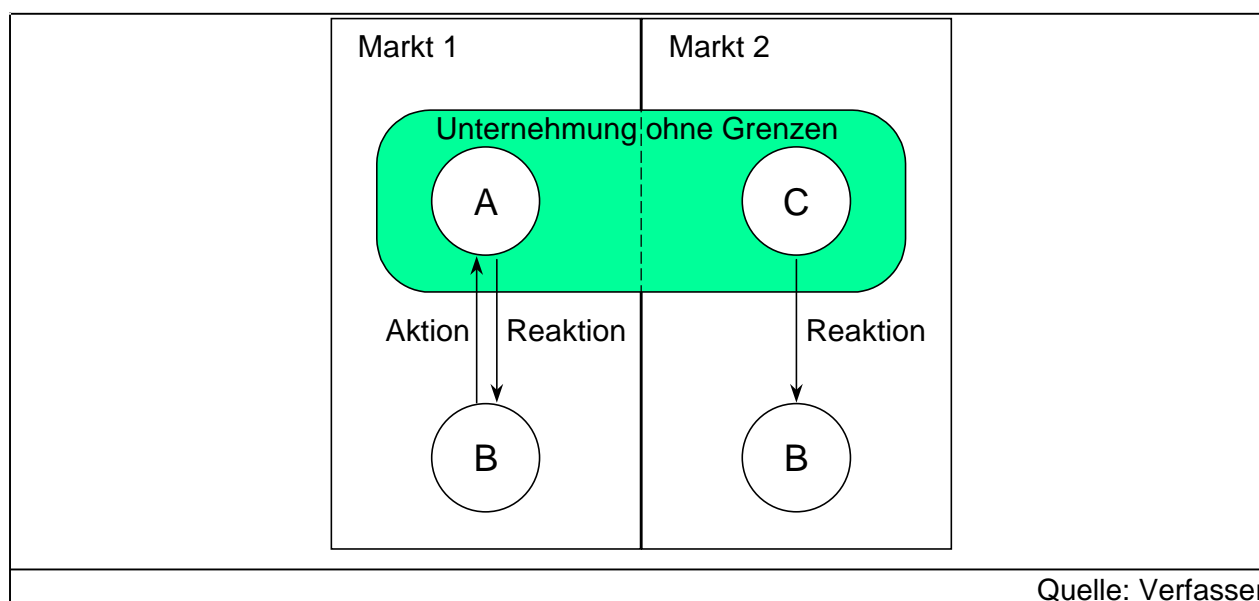 Markt 1
Markt 2
Unternehmung ohne Grenzen
A
C
Aktion
Reaktion
Reaktion
B
B
Quelle: Verfasser